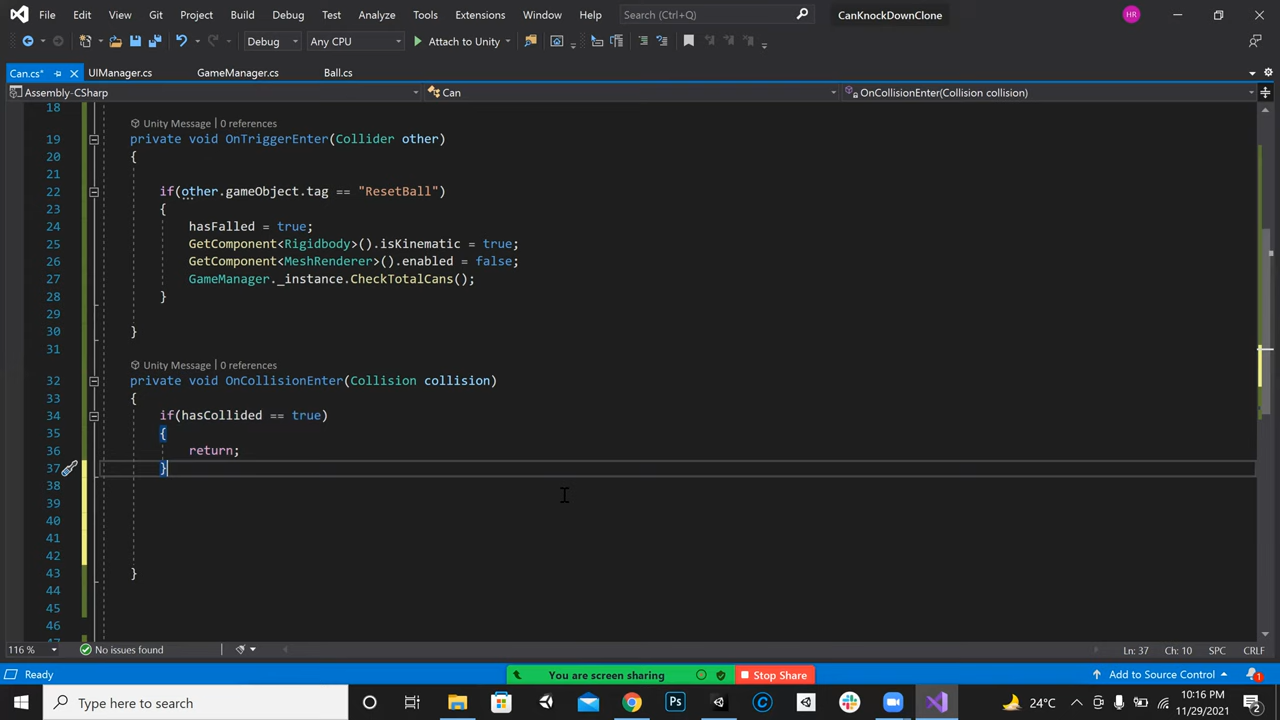 File Edit View Git Project Build Debug Test Analyze Tools Extensions Window Help Search (Ctrl+Q) CanKnockDownClone HR
Debug Any CPU Attach to Unity
Can.cs* UIManager.cs GameManager.cs Ball.cs
Assembly-CSharp Can OnCollisionEnter(Collision collision)
18
Unity Message | 0 references
19 private void OnTriggerEnter(Collider other)
20 {
21
22 if(other.gameObject.tag == "ResetBall")
23 {
24 hasFalled = true;
25 GetComponent<Rigidbody>().isKinematic = true;
26 GetComponent<MeshRenderer>().enabled = false;
27 GameManager._instance.CheckTotalCans();
28 }
29
30 }
31
Unity Message | 0 references
32 private void OnCollisionEnter(Collision collision)
33 {
34 if(hasCollided == true)
35 {
36 return;
37 }
38
39
40
41
42
43 }
44
45
46
116 % No issues found Ln: 37 Ch: 10 SPC CRLF
Ready You are screen sharing Stop Share Add to Source Control 1
Type here to search Ps 24°C 10:16 PM
11/29/2021